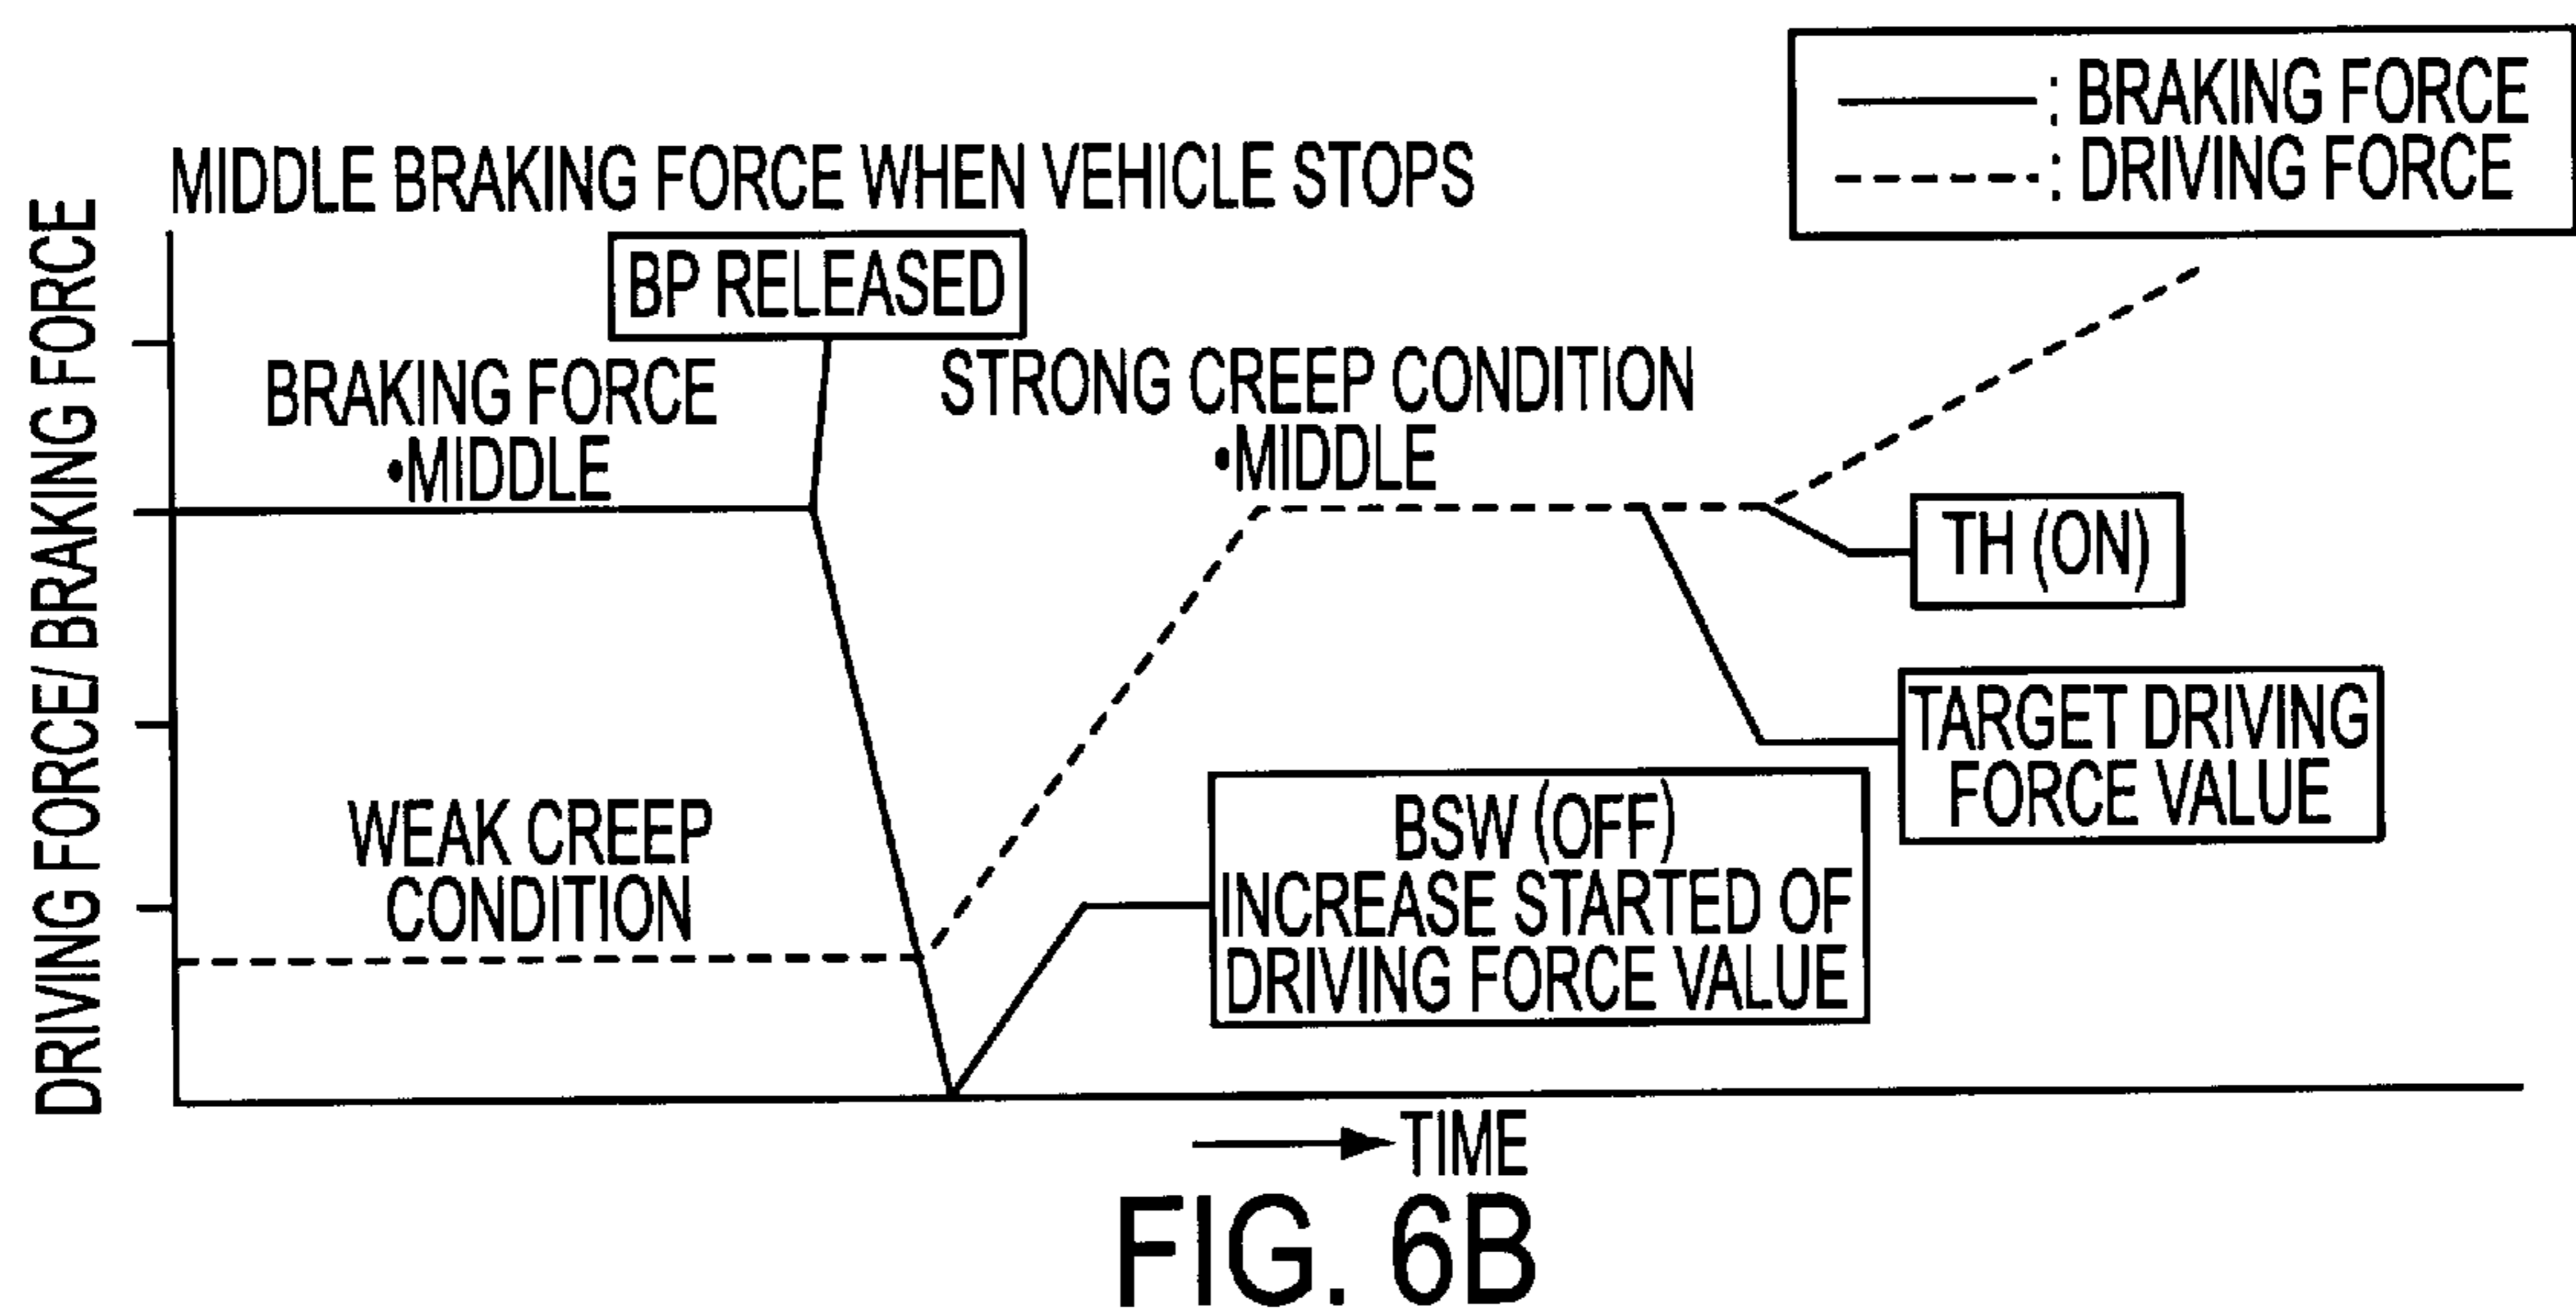 : BRAKING FORCE
: DRIVING FORCE
MIDDLE BRAKING FORCE WHEN VEHICLE STOPS
DRIVING FORCE/ BRAKING FORCE
BP RELEASED
BRAKING FORCE
•MIDDLE
STRONG CREEP CONDITION
•MIDDLE
TH (ON)
TARGET DRIVING
FORCE VALUE
WEAK CREEP
CONDITION
BSW (OFF)
INCREASE STARTED OF
DRIVING FORCE VALUE
TIME
FIG. 6B